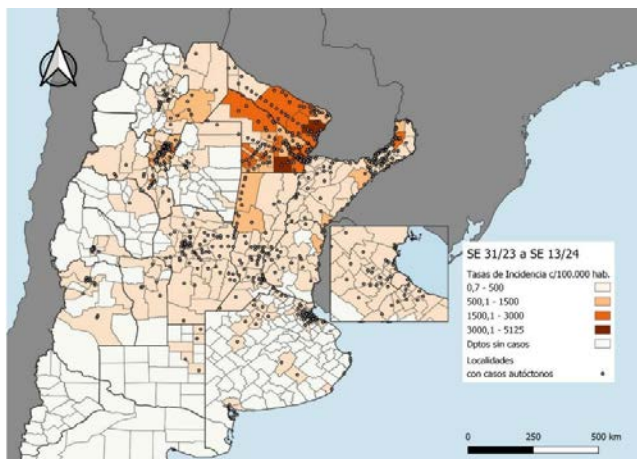 SE 31/23 a SE 13/24
Tasas de Incidencia c/100.000 hab.
0,7 - 500
500,1 - 1500
1500,1 - 3000
3000,1 - 5125
Dptos sin casos
Localidades
con casos autóctonos
0 250 500 km